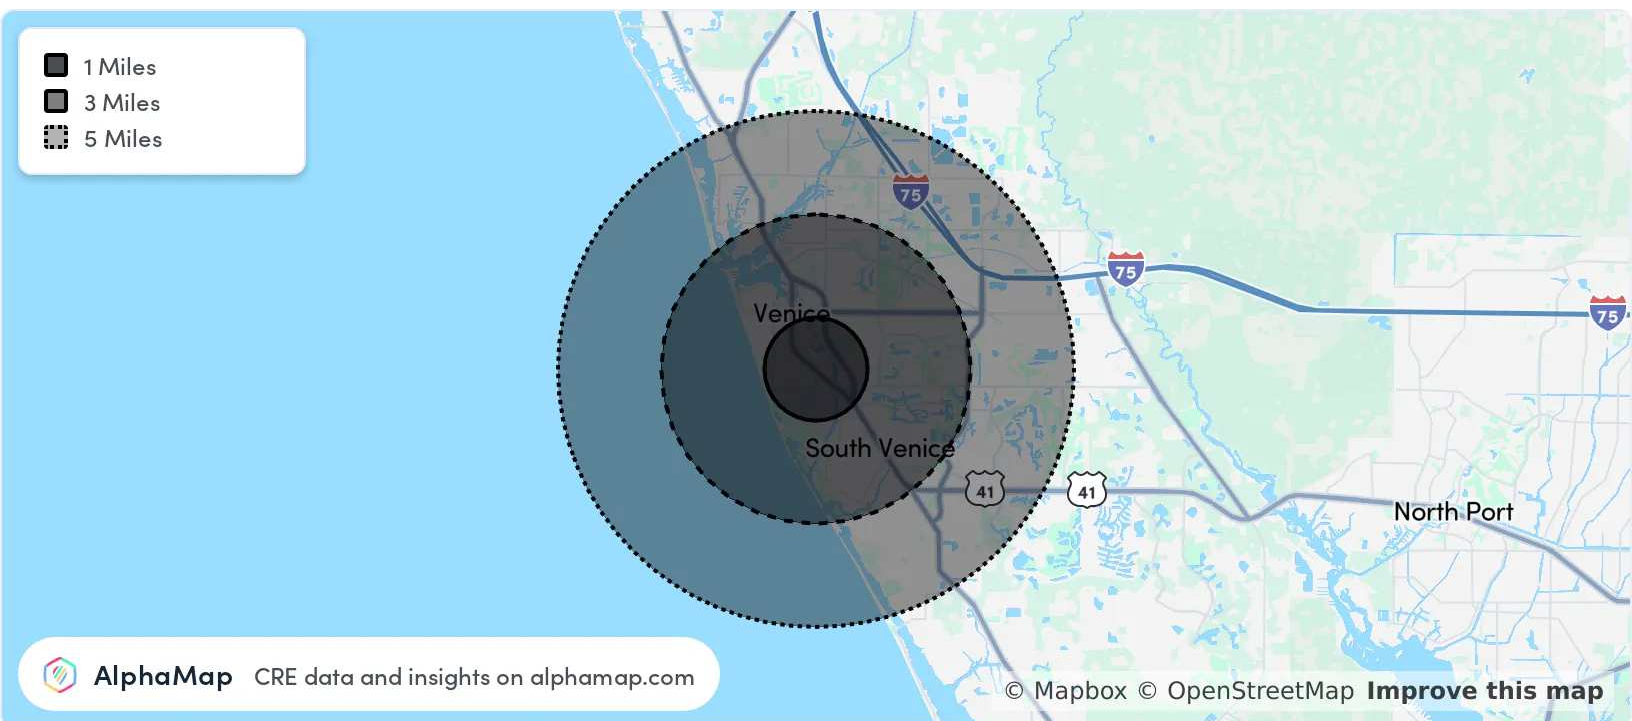 1 Miles
3 Miles
5 Miles
75
75
75
Venice
South Venice
41
41
North Port
AlphaMap CRE data and insights on alphamap.com
© Mapbox © OpenStreetMap Improve this map